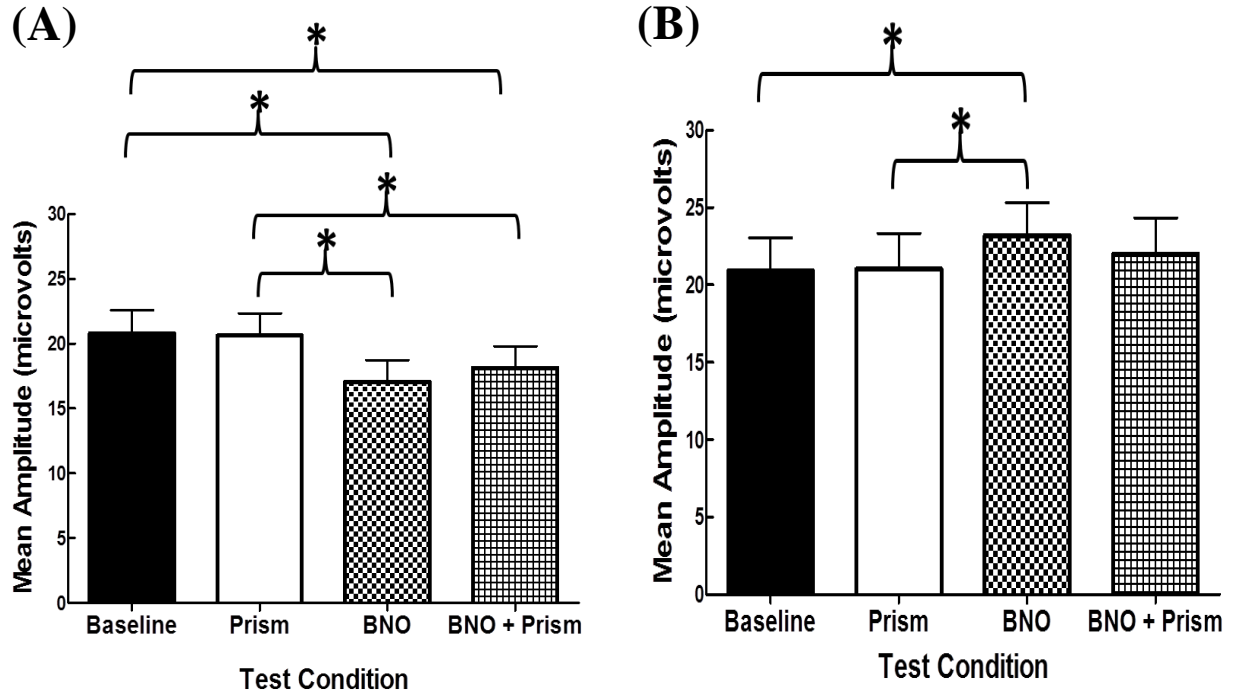 (A)
*
*
*
*
Mean Amplitude (microvolts)
30
25
20
15
10
5
0
Baseline Prism BNO BNO + Prism
Test Condition
(B)
*
*
Mean Amplitude (microvolts)
30
25
20
15
10
5
0
Baseline Prism BNO BNO + Prism
Test Condition